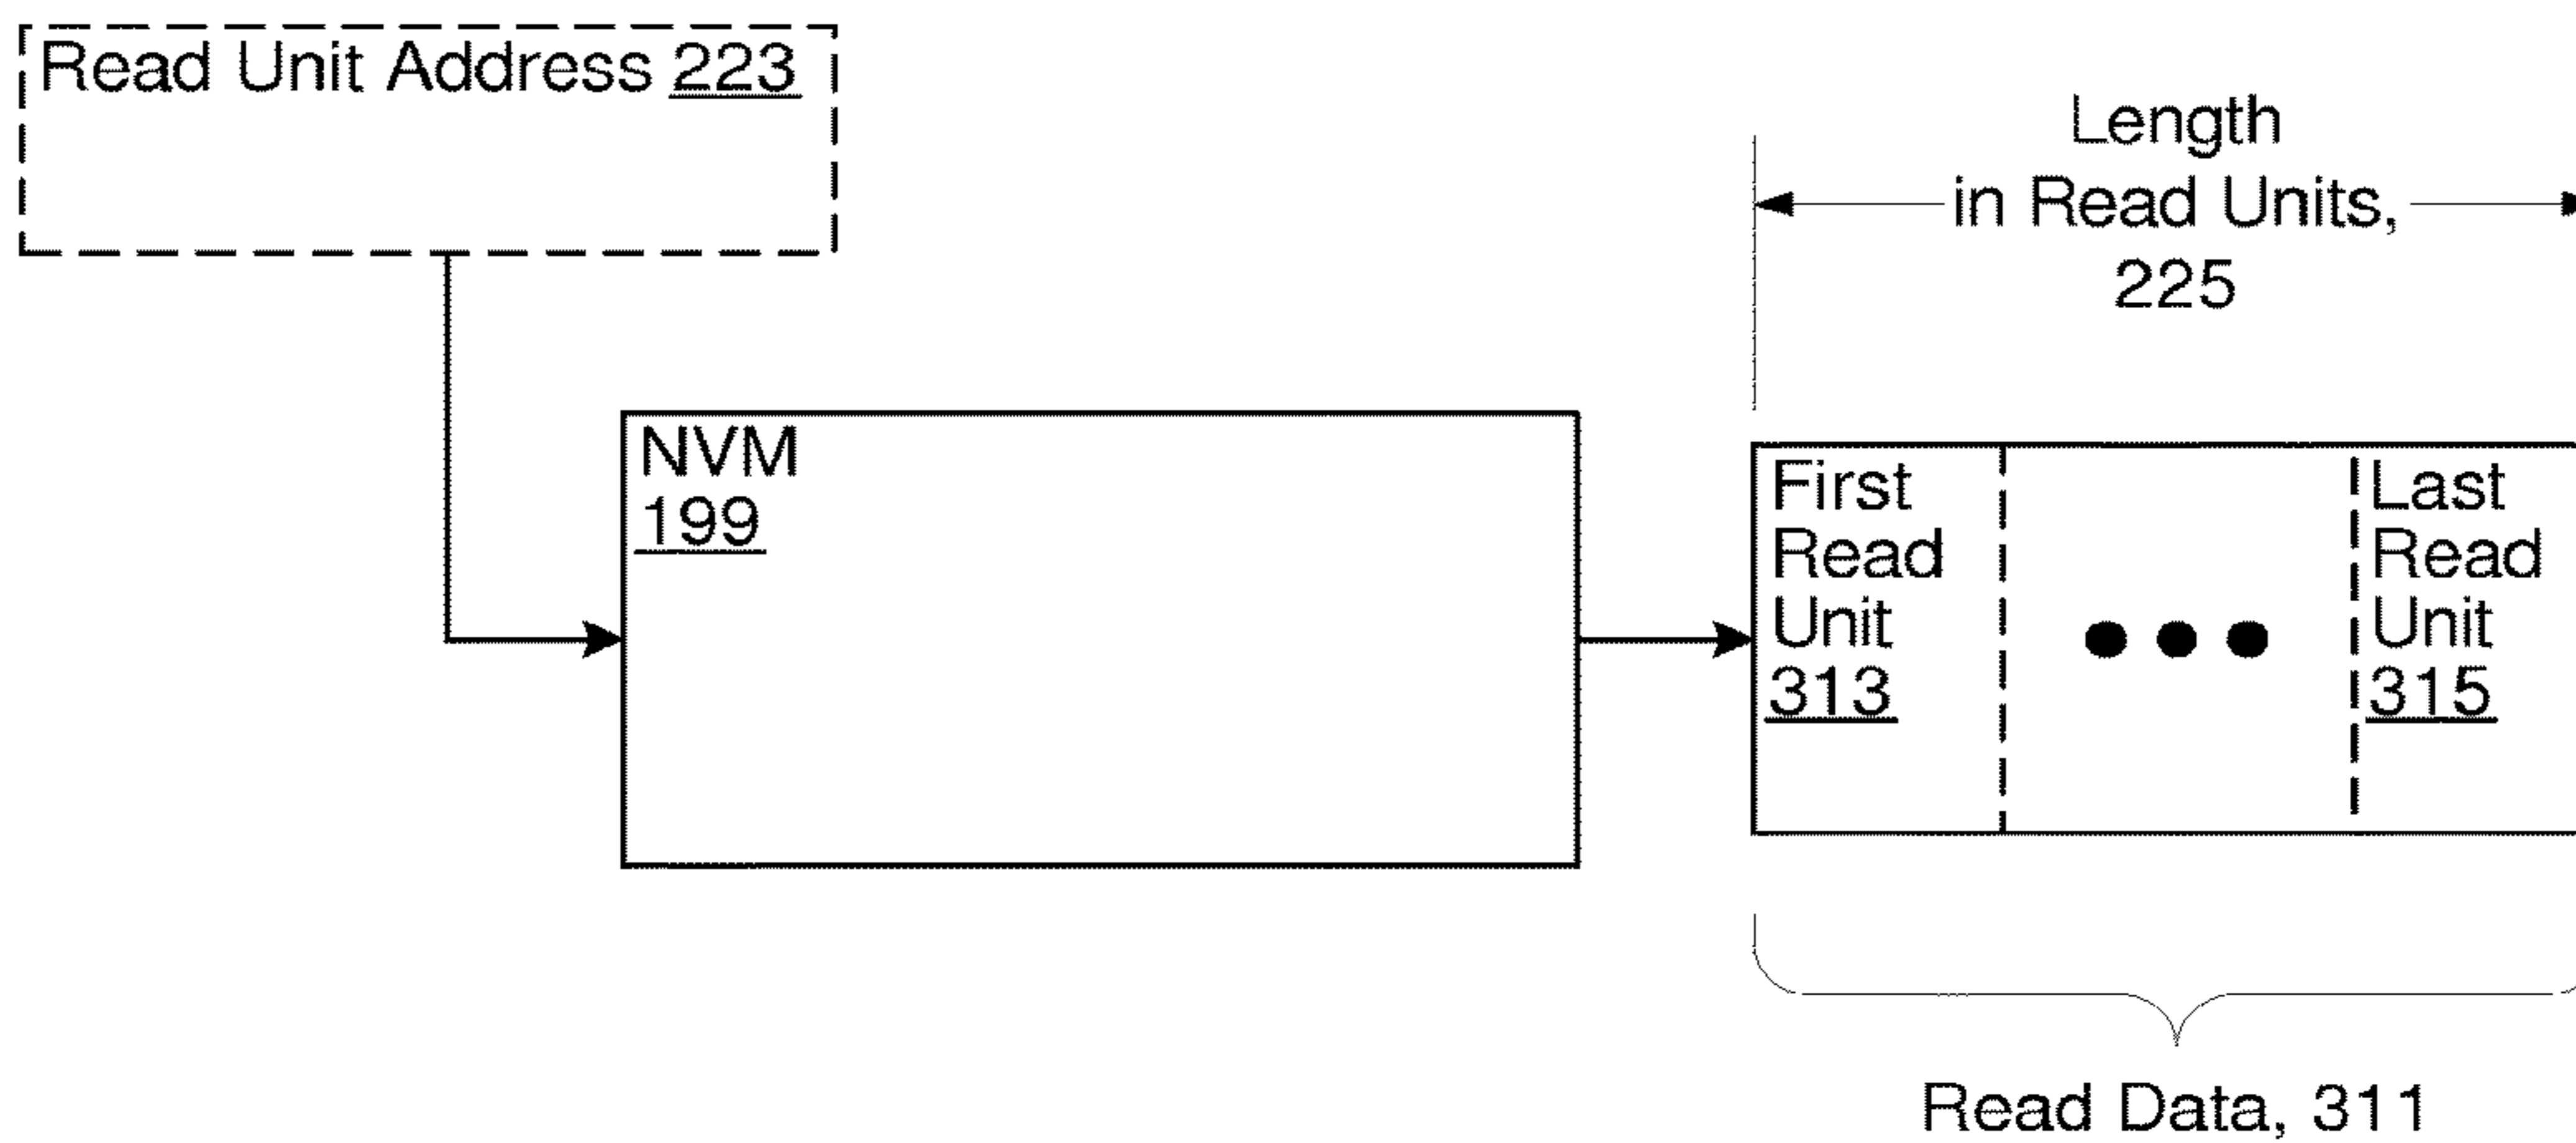 Read Unit Address 223
Length
in Read Units,
225
NVM
199
First
Read
Unit
313
Last
Read
Unit
315
Read Data, 311